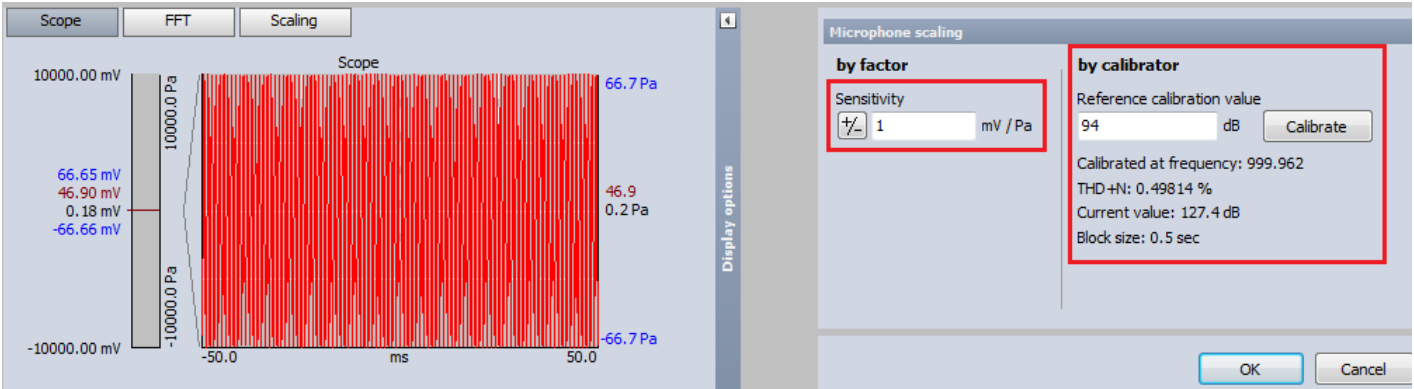 Scope
FFT
Scaling
Scope
10000.00 mV
10000.0 Pa
66.7 Pa
66.65 mV
46.90 mV
0.18 mV
-66.66 mV
46.9
0.2 Pa
-10000.0 Pa
-10000.00 mV
-66.7 Pa
-50.0
ms
50.0
Display options
Microphone scaling
by factor
Sensitivity
+/- 1 mV / Pa
by calibrator
Reference calibration value
94 dB Calibrate
Calibrated at frequency: 999.962
THD+N: 0.49814 %
Current value: 127.4 dB
Block size: 0.5 sec
OK
Cancel